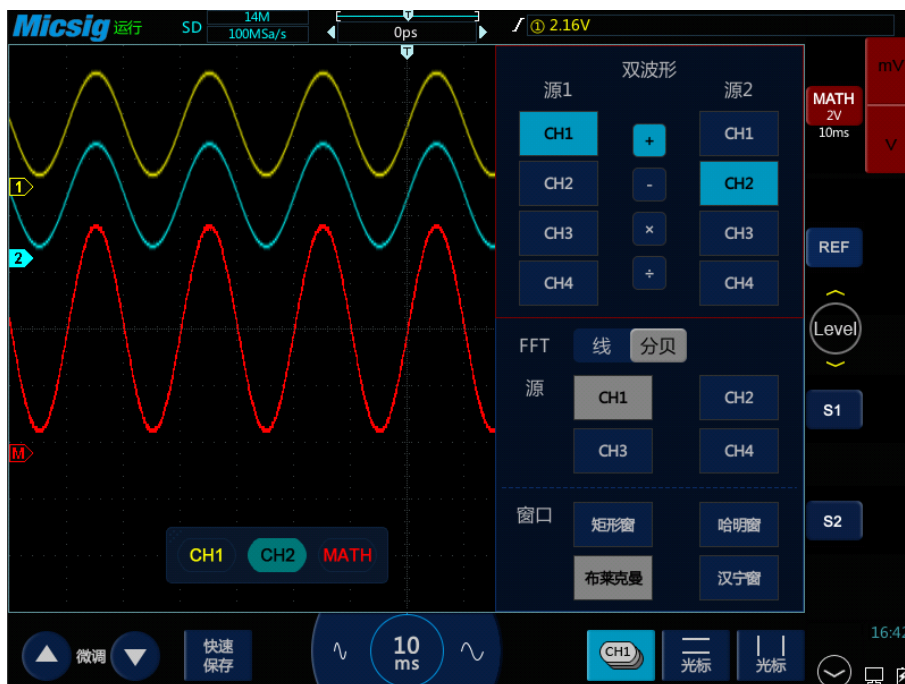 Micsig 运行 SD 14M 100MSa/s T 0ps ① 2.16V
T
双波形
源1 源2
CH1 + CH1
CH2 - CH2
CH3 × CH3
CH4 ÷ CH4
FFT 线 分贝
源 CH1 CH2
CH3 CH4
窗口 矩形窗 哈明窗
布莱克曼 汉宁窗
1
2
M
CH1 CH2 MATH
mV
MATH
2V
10ms
V
REF
Level
S1
S2
微调 快速 保存 10 ms CH1 光标 光标
16:42